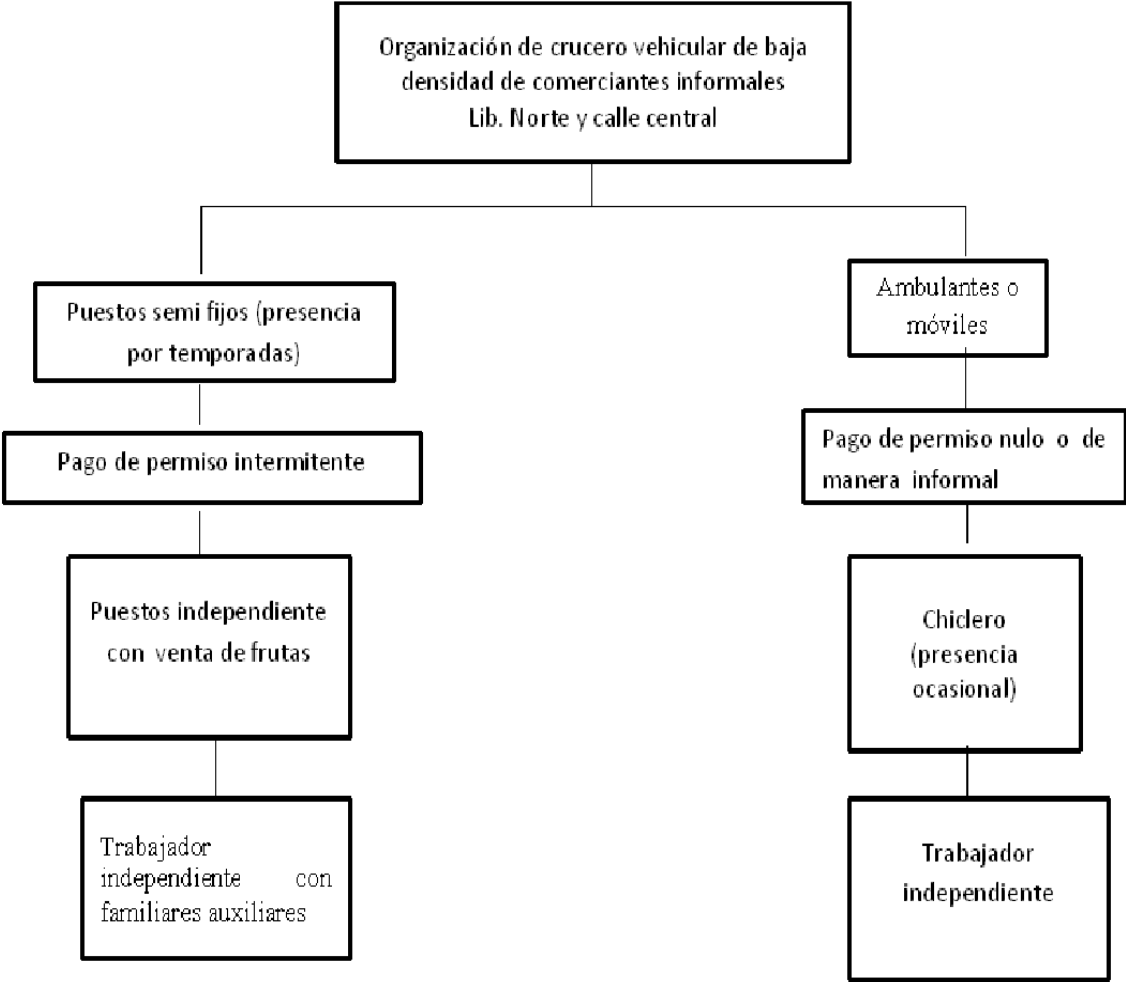 Organización de crucero vehicular de baja
densidad de comerciantes informales
Lib. Norte y calle central
Puestos semi fijos (presencia
por temporadas)
Pago de permiso intermitente
Puestos independiente
con venta de frutas
Trabajador
independiente con
familiares auxiliares
Ambulantes o
móviles
Pago de permiso nulo o de
manera informal
Chiclero
(presencia
ocasional)
Trabajador
independiente